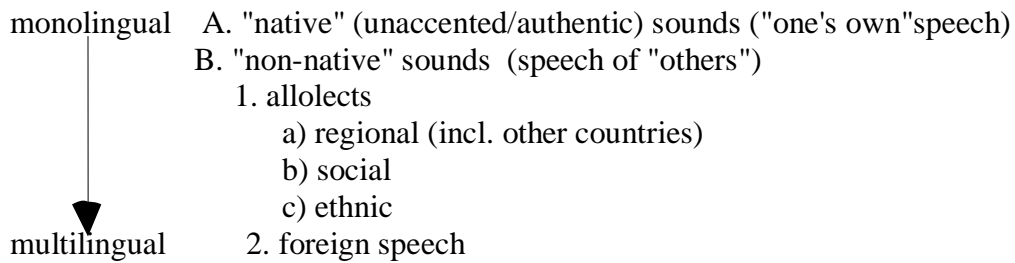 monolingual A. "native" (unaccented/authentic) sounds ("one's own"speech)
B. "non-native" sounds (speech of "others")
1. allolects
a) regional (incl. other countries)
b) social
c) ethnic
multilingual 2. foreign speech